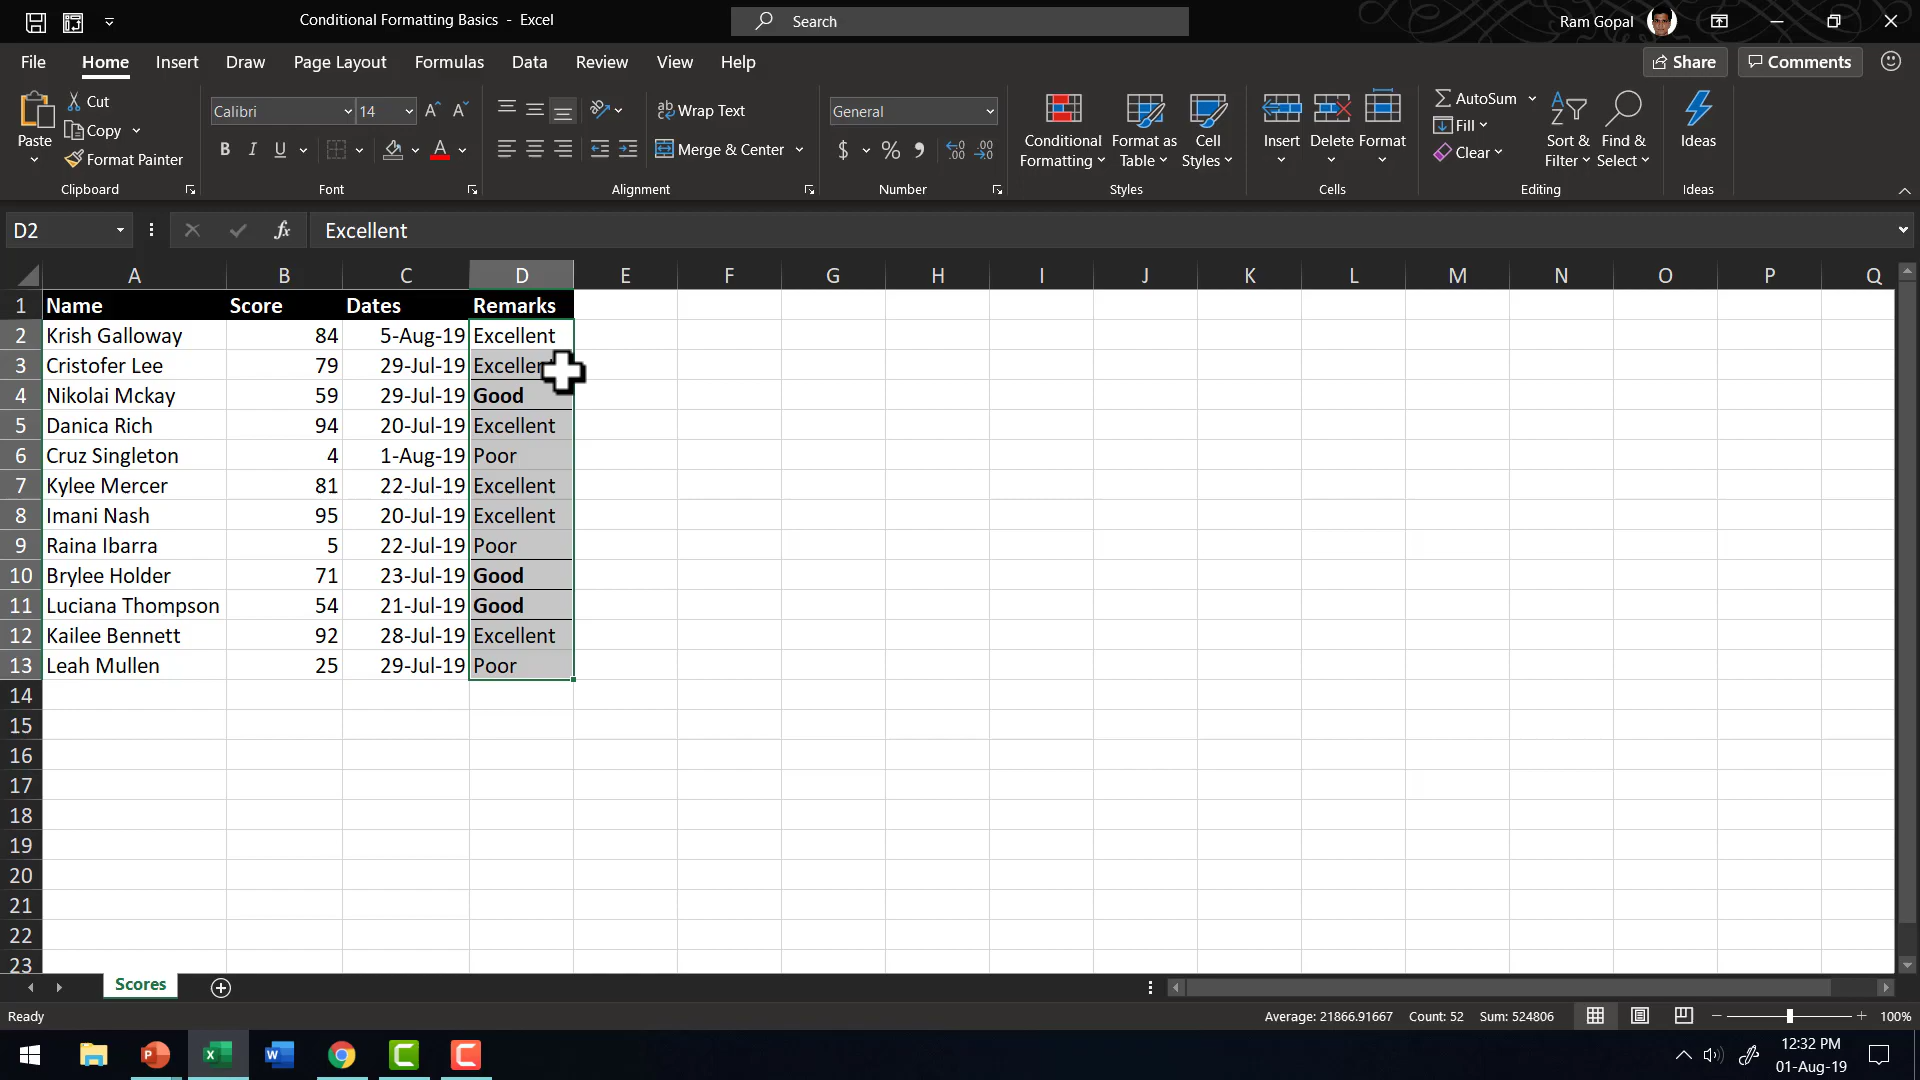 Conditional Formatting Basics - Excel
Search
Ram Gopal
File Home Insert Draw Page Layout Formulas Data Review View Help
Share Comments
Paste
Cut
Copy
Format Painter
Clipboard
Calibri 14
B I U A
Font
Wrap Text
Merge & Center
Alignment
General
$ % 9
Number
Conditional Formatting
Format as Table
Cell Styles
Styles
Insert Delete Format
Cells
AutoSum
Fill
Clear
Sort & Filter
Find & Select
Editing
Ideas
Ideas
D2 fx Excellent
A B C D E F G H I J K L M N O P Q
1 Name Score Dates Remarks
2 Krish Galloway 84 5-Aug-19 Excellent
3 Cristofer Lee 79 29-Jul-19
4 Nikolai Mckay 59 29-Jul-19 Good
5 Danica Rich 94 20-Jul-19 Excellent
6 Cruz Singleton 4 1-Aug-19 Poor
7 Kylee Mercer 81 22-Jul-19 Excellent
8 Imani Nash 95 20-Jul-19 Excellent
9 Raina Ibarra 5 22-Jul-19 Poor
10 Brylee Holder 71 23-Jul-19 Good
11 Luciana Thompson 54 21-Jul-19 Good
12 Kailee Bennett 92 28-Jul-19 Excellent
13 Leah Mullen 25 29-Jul-19 Poor
14
15
16
17
18
19
20
21
22
23
Scores
Ready
Average: 21866.91667 Count: 52 Sum: 524806
100%
12:32 PM
01-Aug-19